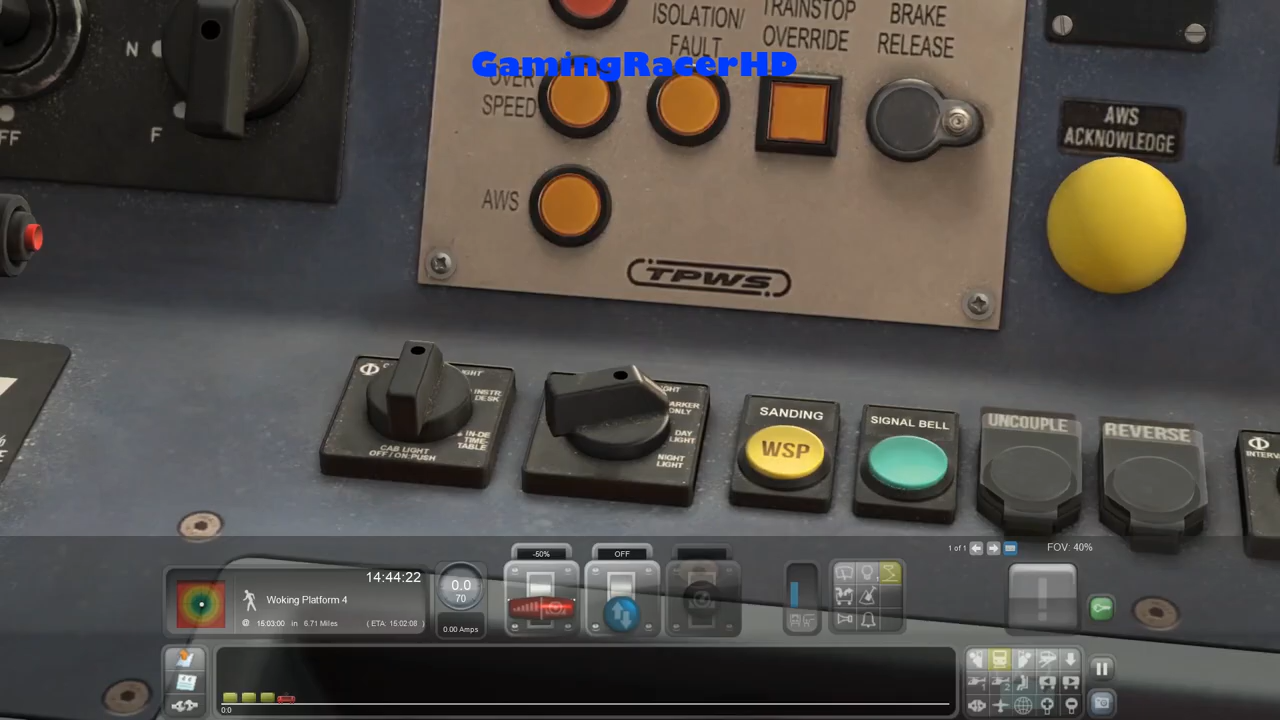 ISOLATION/
FAULT
TRAINSTOP
OVERRIDE
BRAKE
RELEASE
GamingRacerHD
N
F
OVER
SPEED
AWS
ACKNOWLEDGE
AWS
TPWS
INSTR
DESK
IN-DE
TIME-
TABLE
CAB LIGHT
OFF/ON:PUSH
DAY
LIGHT
NIGHT
LIGHT
SANDING
WSP
SIGNAL BELL
UNCOUPLE
REVERSE
14:44:22
Woking Platform 4
15:03:00 in 6.71 Miles ( ETA: 15:02:08 )
0.0
70
0.00 Amps
-50%
OFF
1 of 1
FOV: 40%
0:0